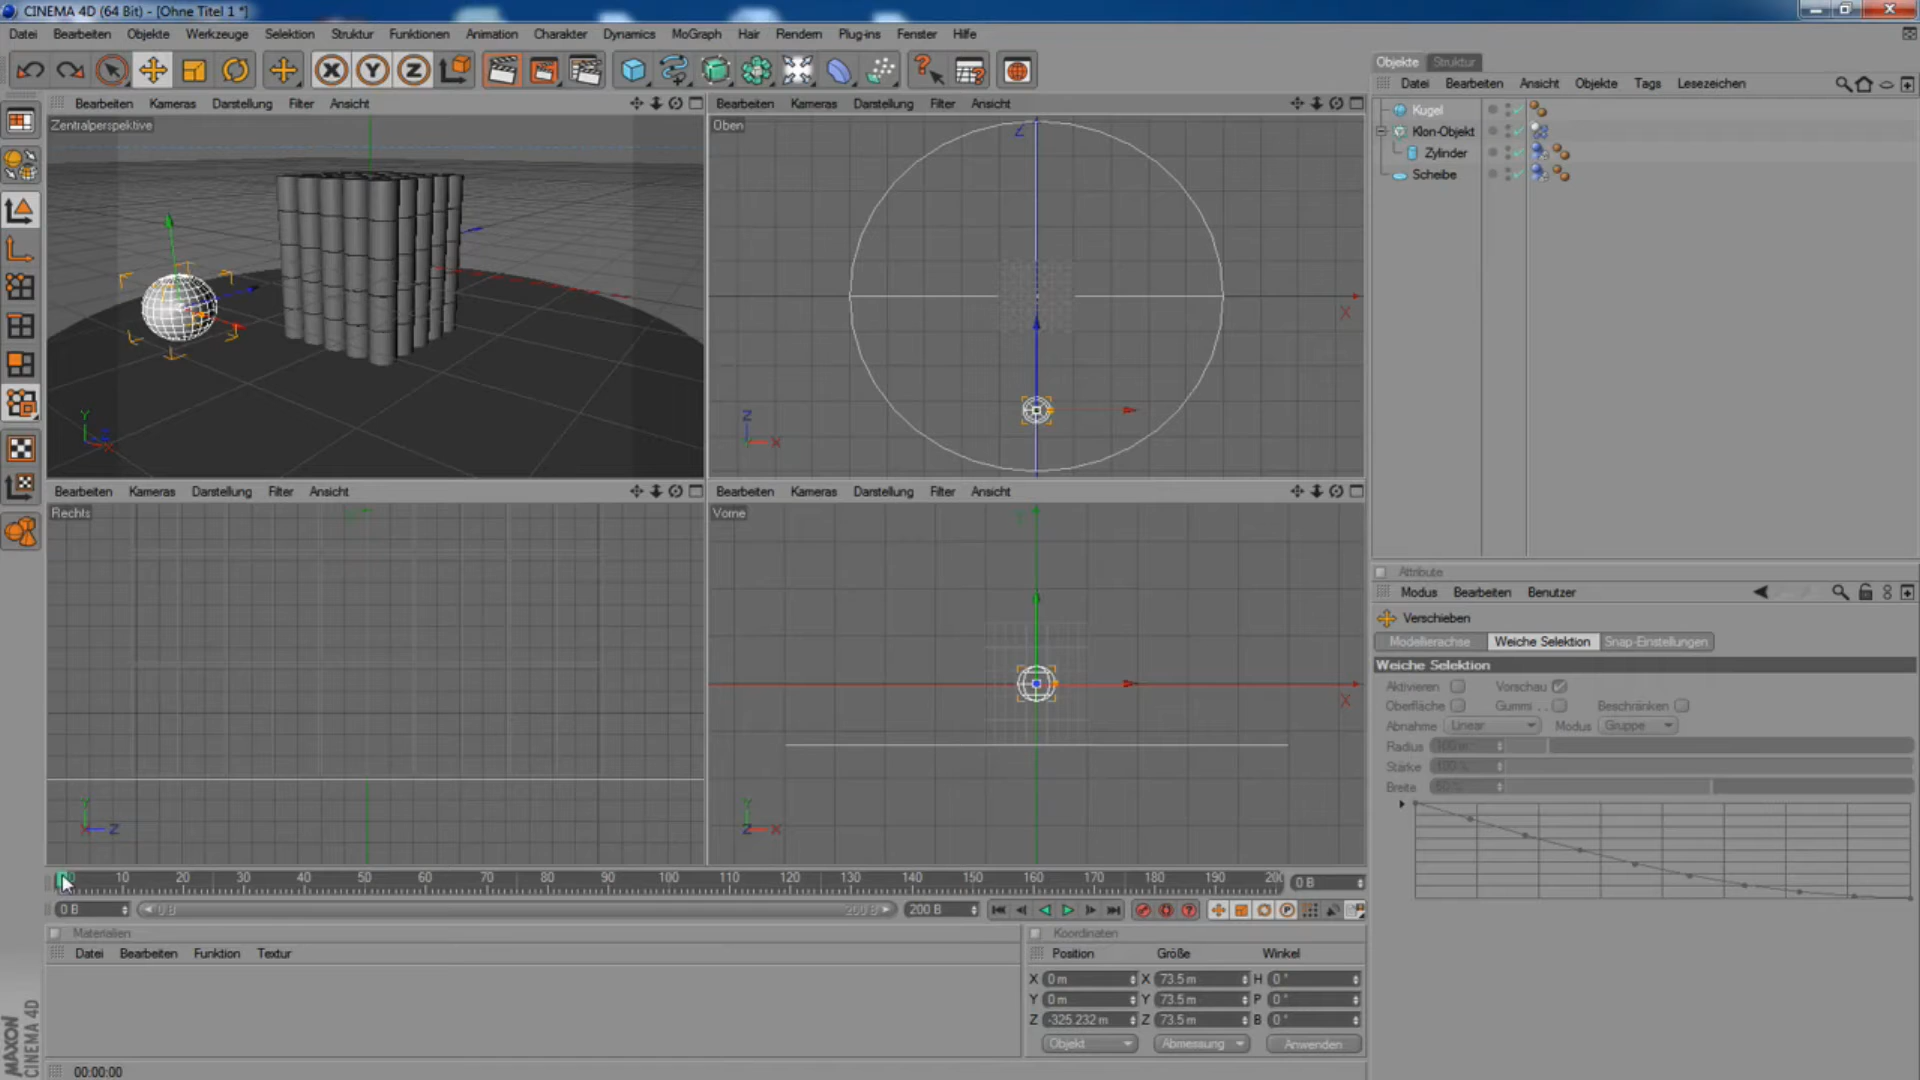 CINEMA 4D (64 Bit) - [Ohne Titel 1 *]
Datei Bearbeiten Objekte Werkzeuge Selektion Struktur Funktionen Animation Charakter Dynamics MoGraph Hair Rendern Plug-ins Fenster Hilfe
X Y Z
Objekte Struktur
Datei Bearbeiten Ansicht Objekte Tags Lesezeichen
Kugel
Klon-Objekt
Zylinder
Scheibe
Bearbeiten Kameras Darstellung Filter Ansicht
Zentralperspektive
Y
X
Bearbeiten Kameras Darstellung Filter Ansicht
Oben
Z
X
Z
X
Bearbeiten Kameras Darstellung Filter Ansicht
Rechts
Y
X Z
Bearbeiten Kameras Darstellung Filter Ansicht
Vorne
Y
X
Y
Z X
Attribute
Modus Bearbeiten Benutzer
Verschieben
Modellierachse Weiche Selektion Snap-Einstellungen
Weiche Selektion
Aktivieren Vorschau
Oberfläche Gummi . . Beschränken
Abnahme Linear Modus Gruppe
Radius 100 m
Stärke 100 %
Breite 50 %
10 20 30 40 50 60 70 80 90 100 110 120 130 140 150 160 170 180 190 200 0 B
0 B 0 B 200 B 200 B
Materialien
Datei Bearbeiten Funktion Textur
Koordinaten
Position Größe Winkel
X 0 m X 73.5 m H 0 °
Y 0 m Y 73.5 m P 0 °
Z -325.232 m Z 73.5 m B 0 °
Objekt Abmessung Anwenden
MAXON
CINEMA 4D
00:00:00